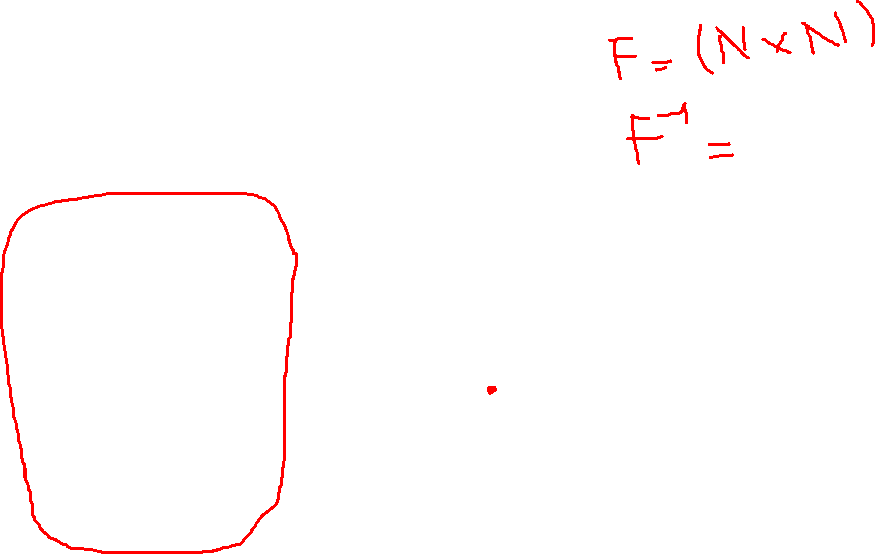 F = (N × N)
F⁻¹ =